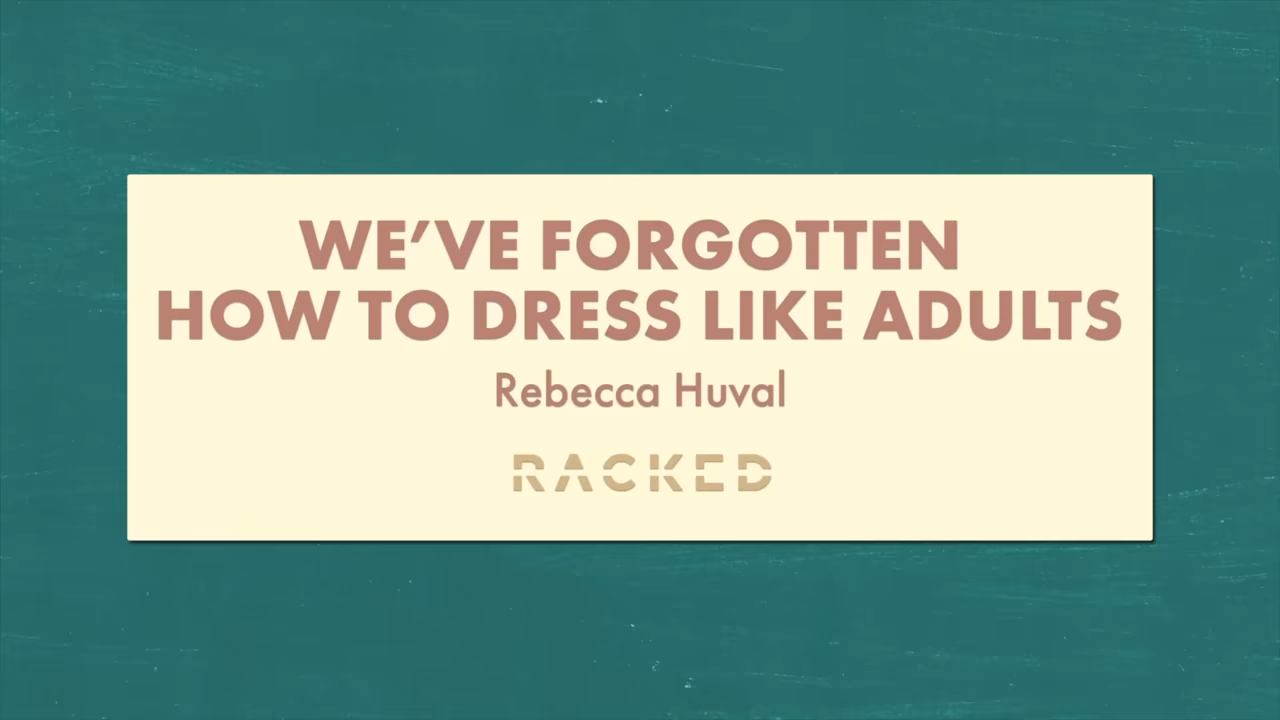 WE’VE FORGOTTEN
HOW TO DRESS LIKE ADULTS
Rebecca Huval
RACKED